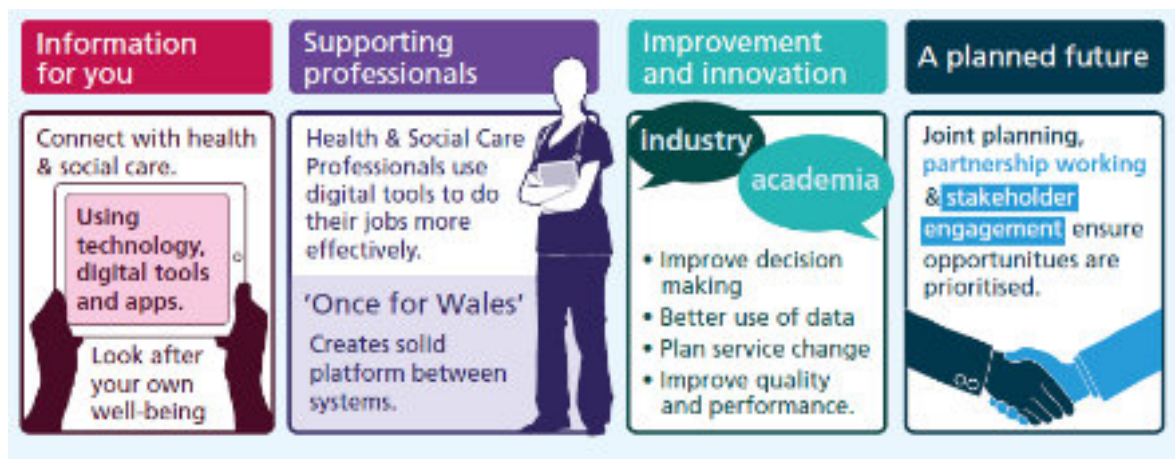 Information
for you
Connect with health
& social care.
Using
technology,
digital tools
and apps.
Look after
your own
well-being
Supporting
professionals
Health & Social Care
Professionals use
digital tools to do
their jobs more
effectively.
'Once for Wales'
Creates solid
platform between
systems.
Improvement
and innovation
industry
academia
• Improve decision
making
• Better use of data
• Plan service change
• Improve quality
and performance.
A planned future
Joint planning,
partnership working
& stakeholder
engagement ensure
opportunitues are
prioritised.